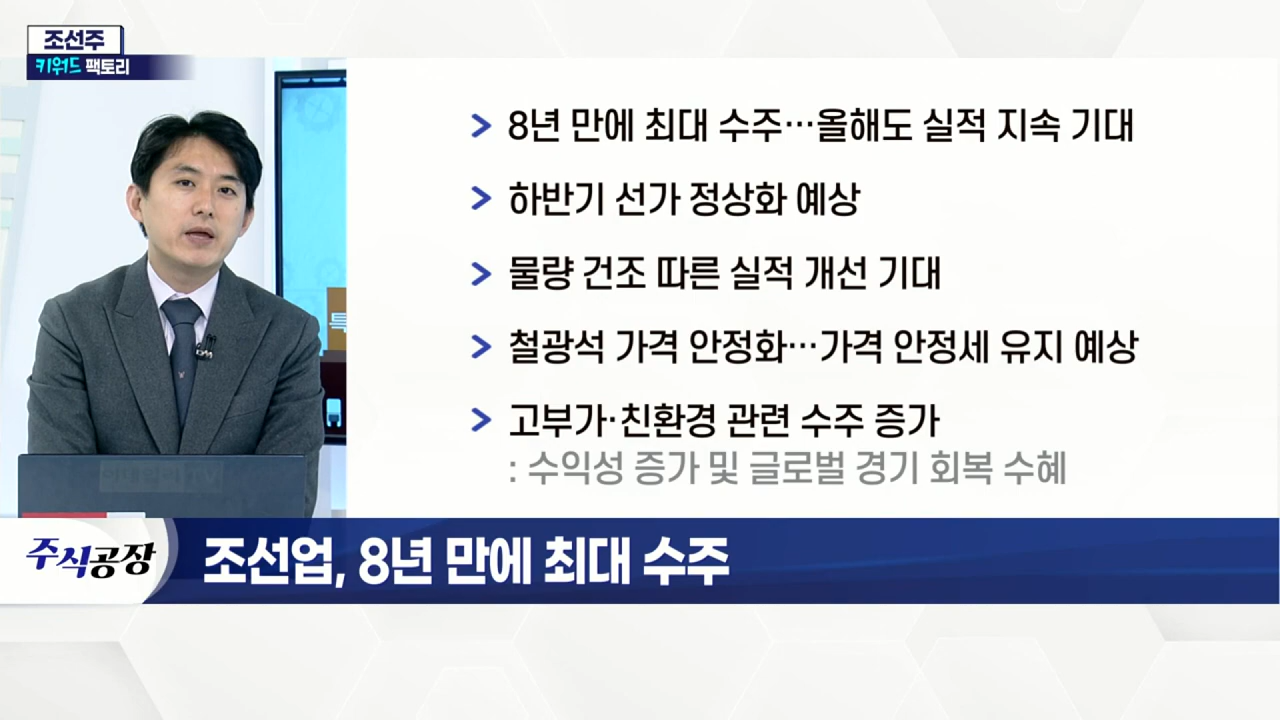 조선주
키워드 팩토리
> 8년 만에 최대 수주…올해도 실적 지속 기대
> 하반기 선가 정상화 예상
> 물량 건조 따른 실적 개선 기대
> 철광석 가격 안정화…가격 안정세 유지 예상
> 고부가·친환경 관련 수주 증가
: 수익성 증가 및 글로벌 경기 회복 수혜
주식공장
조선업, 8년 만에 최대 수주